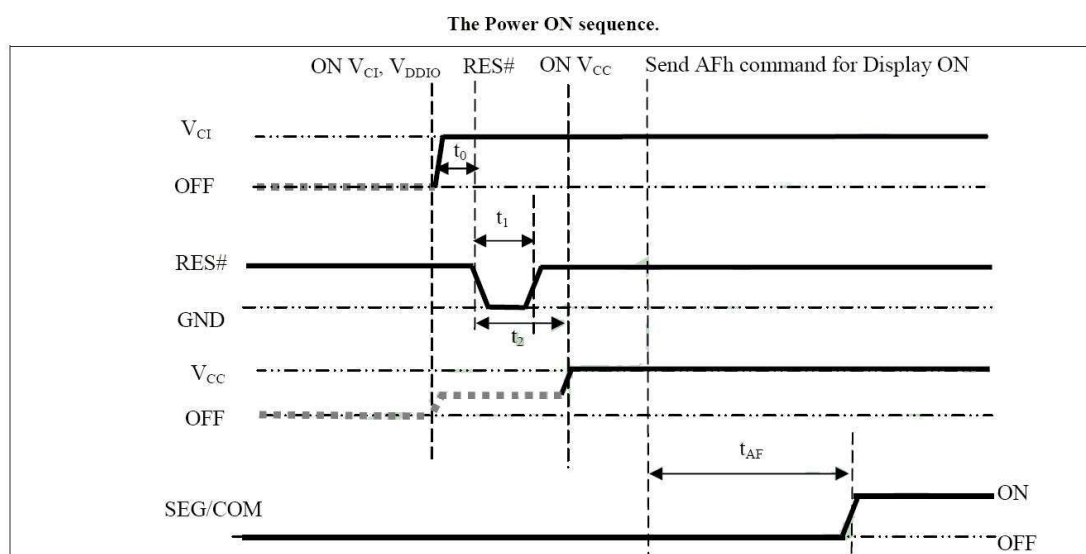 The Power ON sequence.
ON VCI, VDDIO RES# ON VCC Send AFh command for Display ON
VCI
t0
OFF
t1
RES#
GND
t2
VCC
OFF
tAF
ON
SEG/COM
OFF